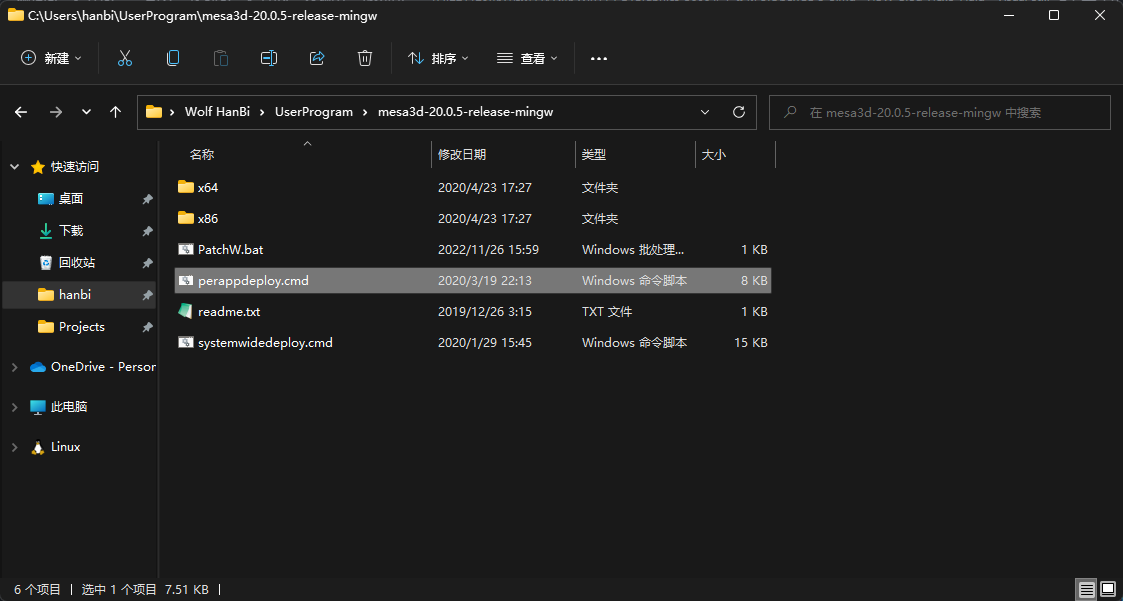 C:\Users\hanbi\UserProgram\mesa3d-20.0.5-release-mingw
新建 排序 查看
Wolf HanBi › UserProgram › mesa3d-20.0.5-release-mingw 在 mesa3d-20.0.5-release-mingw 中搜索
快速访问
桌面
下载
回收站
hanbi
Projects
OneDrive - Person
此电脑
Linux
名称 修改日期 类型 大小
x64 2020/4/23 17:27 文件夹
x86 2020/4/23 17:27 文件夹
PatchW.bat 2022/11/26 15:59 Windows 批处理... 1 KB
perappdeploy.cmd 2020/3/19 22:13 Windows 命令脚本 8 KB
readme.txt 2019/12/26 3:15 TXT 文件 1 KB
systemwidedeploy.cmd 2020/1/29 15:45 Windows 命令脚本 15 KB
6 个项目 | 选中 1 个项目 7.51 KB |